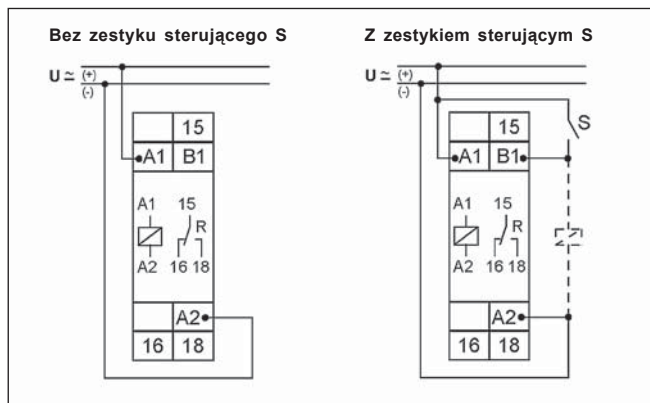 Bez zestyku sterującego S
U ≃ (+)
(-)
15
A1 B1
A1 15
R
A2 16 18
A2
16 18
Z zestykiem sterującym S
U ≃ (+)
(-)
S
15
A1 B1
A1 15
R
A2 16 18
A2
16 18